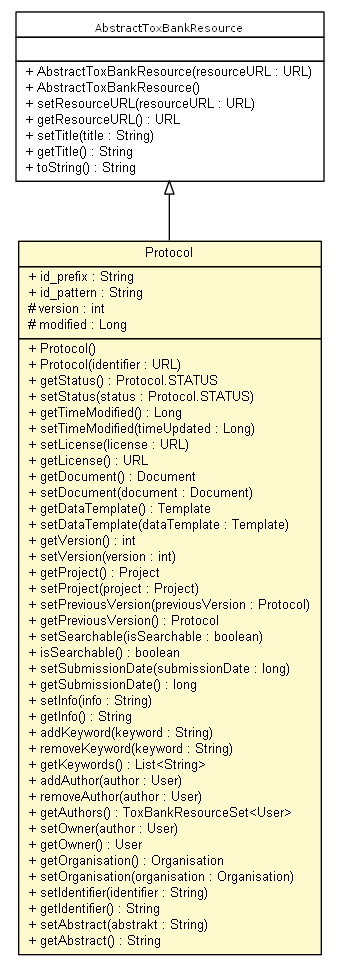 AbstractToxBankResource
+ AbstractToxBankResource(resourceURL : URL)
+ AbstractToxBankResource()
+ setResourceURL(resourceURL : URL)
+ getResourceURL() : URL
+ setTitle(title : String)
+ getTitle() : String
+ toString() : String
Protocol
+ id_prefix : String
+ id_pattern : String
# version : int
# modified : Long
+ Protocol()
+ Protocol(identifier : URL)
+ getStatus() : Protocol.STATUS
+ setStatus(status : Protocol.STATUS)
+ getTimeModified() : Long
+ setTimeModified(timeUpdated : Long)
+ setLicense(license : URL)
+ getLicense() : URL
+ getDocument() : Document
+ setDocument(document : Document)
+ getDataTemplate() : Template
+ setDataTemplate(dataTemplate : Template)
+ getVersion() : int
+ setVersion(version : int)
+ getProject() : Project
+ setProject(project : Project)
+ setPreviousVersion(previousVersion : Protocol)
+ getPreviousVersion() : Protocol
+ setSearchable(isSearchable : boolean)
+ isSearchable() : boolean
+ setSubmissionDate(submissionDate : long)
+ getSubmissionDate() : long
+ setInfo(info : String)
+ getInfo() : String
+ addKeyword(keyword : String)
+ removeKeyword(keyword : String)
+ getKeywords() : List<String>
+ addAuthor(author : User)
+ removeAuthor(author : User)
+ getAuthors() : ToxBankResourceSet<User>
+ setOwner(author : User)
+ getOwner() : User
+ getOrganisation() : Organisation
+ setOrganisation(organisation : Organisation)
+ setIdentifier(identifier : String)
+ getIdentifier() : String
+ setAbstract(abstrakt : String)
+ getAbstract() : String